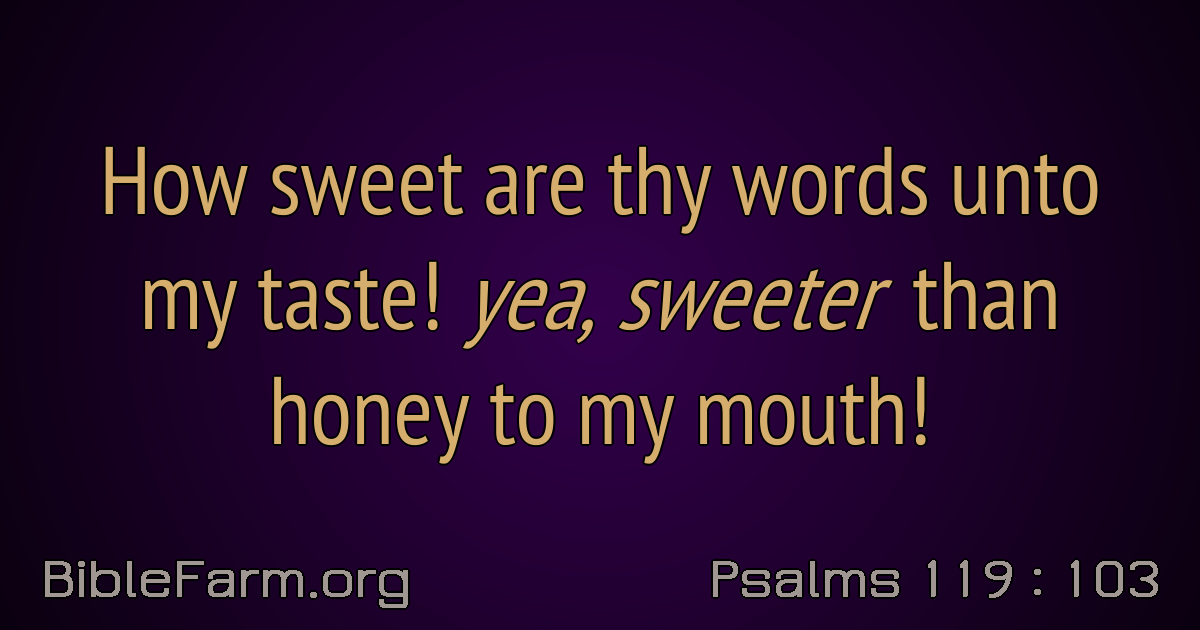 How sweet are thy words unto
my taste! yea, sweeter than
honey to my mouth!
BibleFarm.org
Psalms 119 : 103